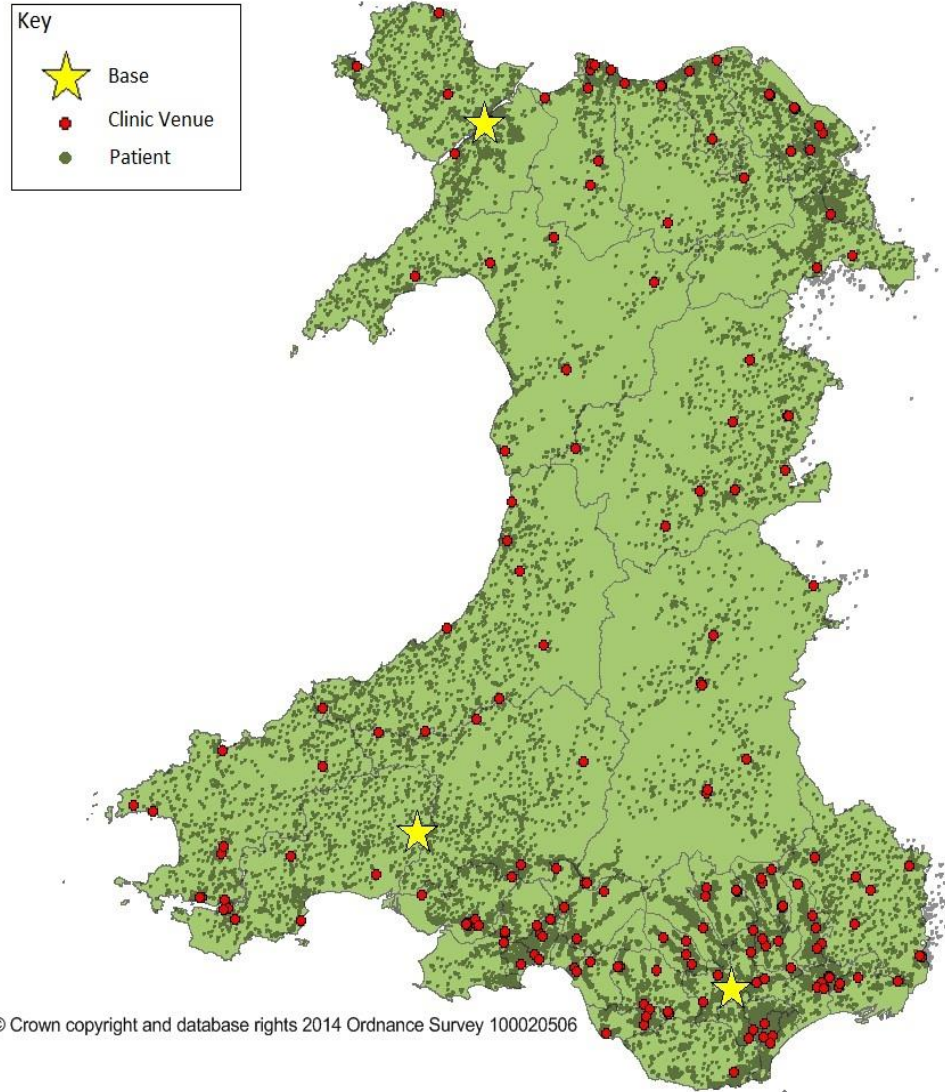 Key
Base
Clinic Venue
Patient
© Crown copyright and database rights 2014 Ordnance Survey 100020506